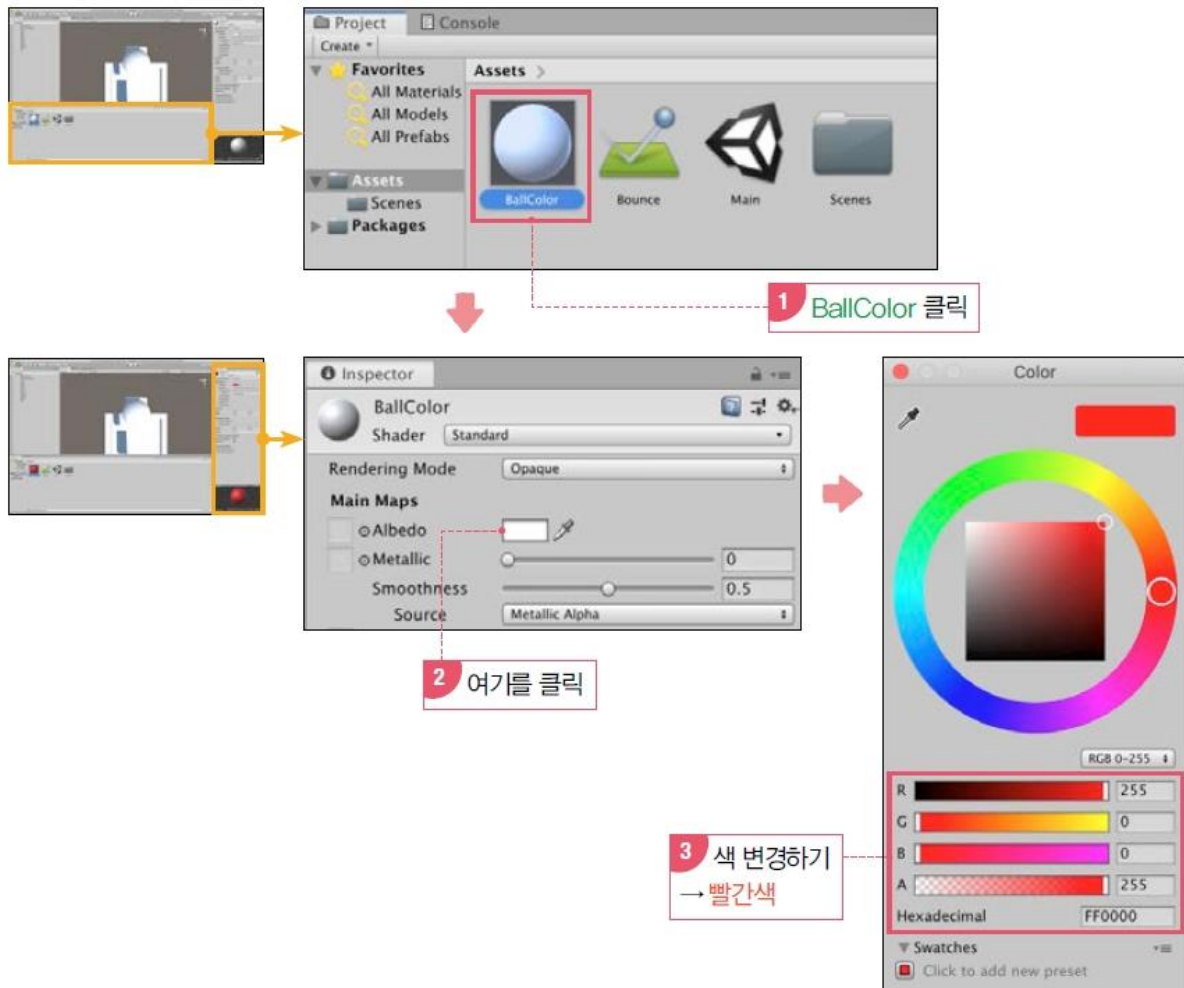 Project
Console
Create
Favorites
All Materials
All Models
All Prefabs
Assets
Scenes
Packages
Assets >
BallColor
Bounce
Main
Scenes
1 BallColor 클릭
Inspector
BallColor
Shader Standard
Rendering Mode Opaque
Main Maps
Albedo
Metallic 0
Smoothness 0.5
Source Metallic Alpha
2 여기를 클릭
Color
RGB 0-255
R 255
G 0
B 0
A 255
Hexadecimal FF0000
Swatches
Click to add new preset
3 색 변경하기
→ 빨간색